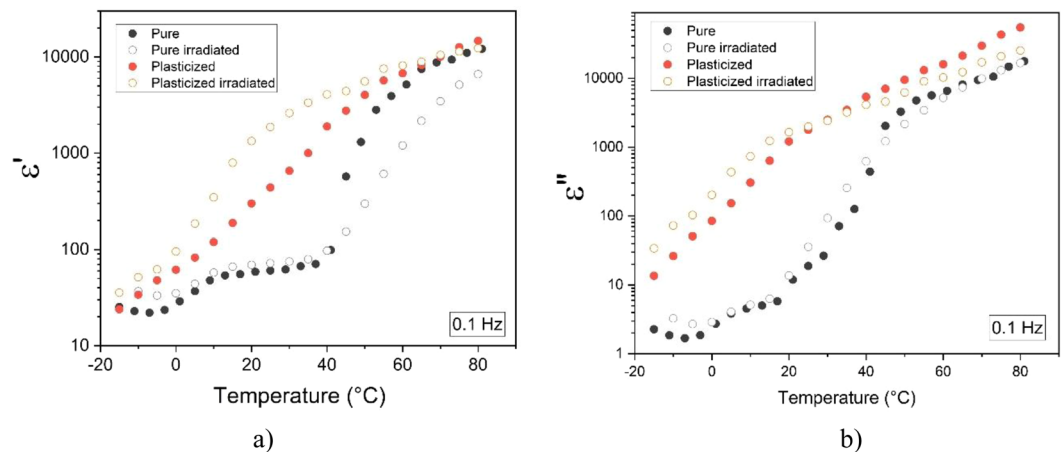 Pure
Pure irradiated
Plasticized
Plasticized irradiated
10000
1000
100
10
ε'
-20
0
20
40
60
80
0.1 Hz
Temperature (°C)
a)
Pure
Pure irradiated
Plasticized
Plasticized irradiated
10000
1000
100
10
1
ε"
-20
0
20
40
60
80
0.1 Hz
Temperature (°C)
b)